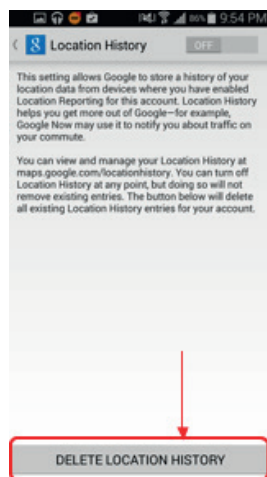 86% 9:54 PM
8 Location History OFF
This setting allows Google to store a history of your
location data from devices where you have enabled
Location Reporting for this account. Location History
helps you get more out of Google—for example,
Google Now may use it to notify you about traffic on
your commute.
You can view and manage your Location History at
maps.google.com/locationhistory. You can turn off
Location History at any point, but doing so will not
remove existing entries. The button below will delete
all existing Location History entries for your account.
DELETE LOCATION HISTORY